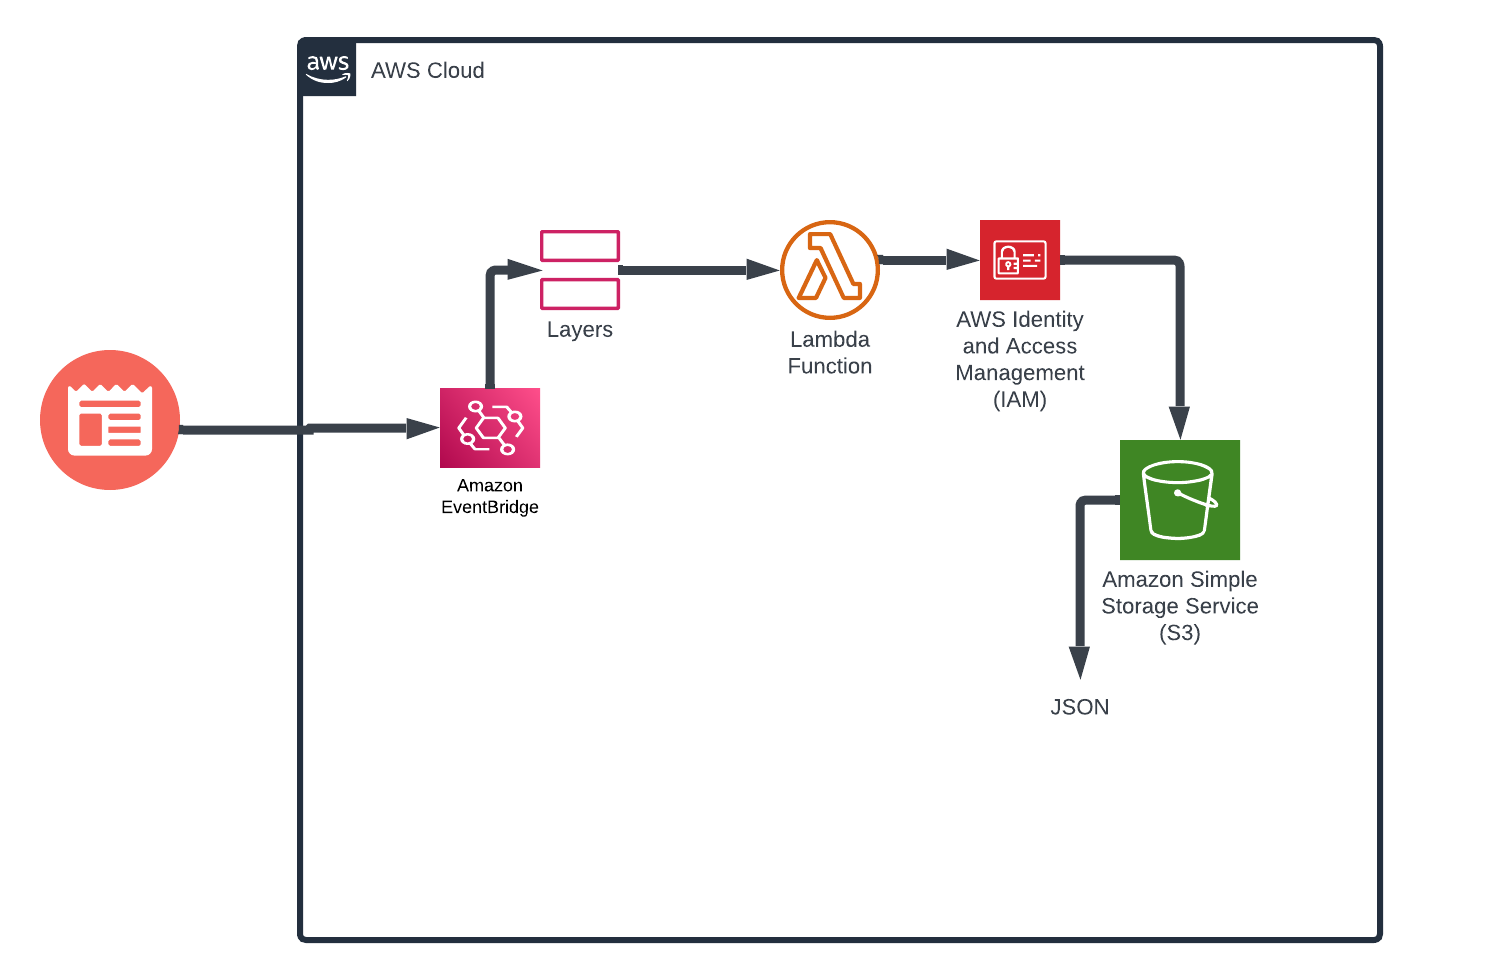 aws
AWS Cloud
Layers
Lambda
Function
AWS Identity
and Access
Management
(IAM)
Amazon
EventBridge
Amazon Simple
Storage Service
(S3)
JSON